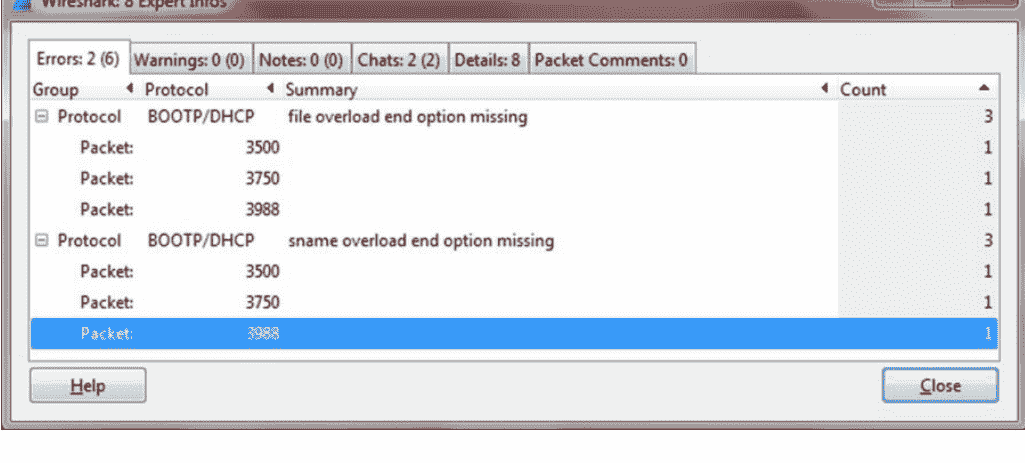 Wireshark: 8 Expert Infos
Errors: 2 (6) Warnings: 0 (0) Notes: 0 (0) Chats: 2 (2) Details: 8 Packet Comments: 0
Group Protocol Summary Count
Protocol BOOTP/DHCP file overload end option missing 3
Packet: 3500 1
Packet: 3750 1
Packet: 3988 1
Protocol BOOTP/DHCP sname overload end option missing 3
Packet: 3500 1
Packet: 3750 1
Packet: 3988 1
Help Close